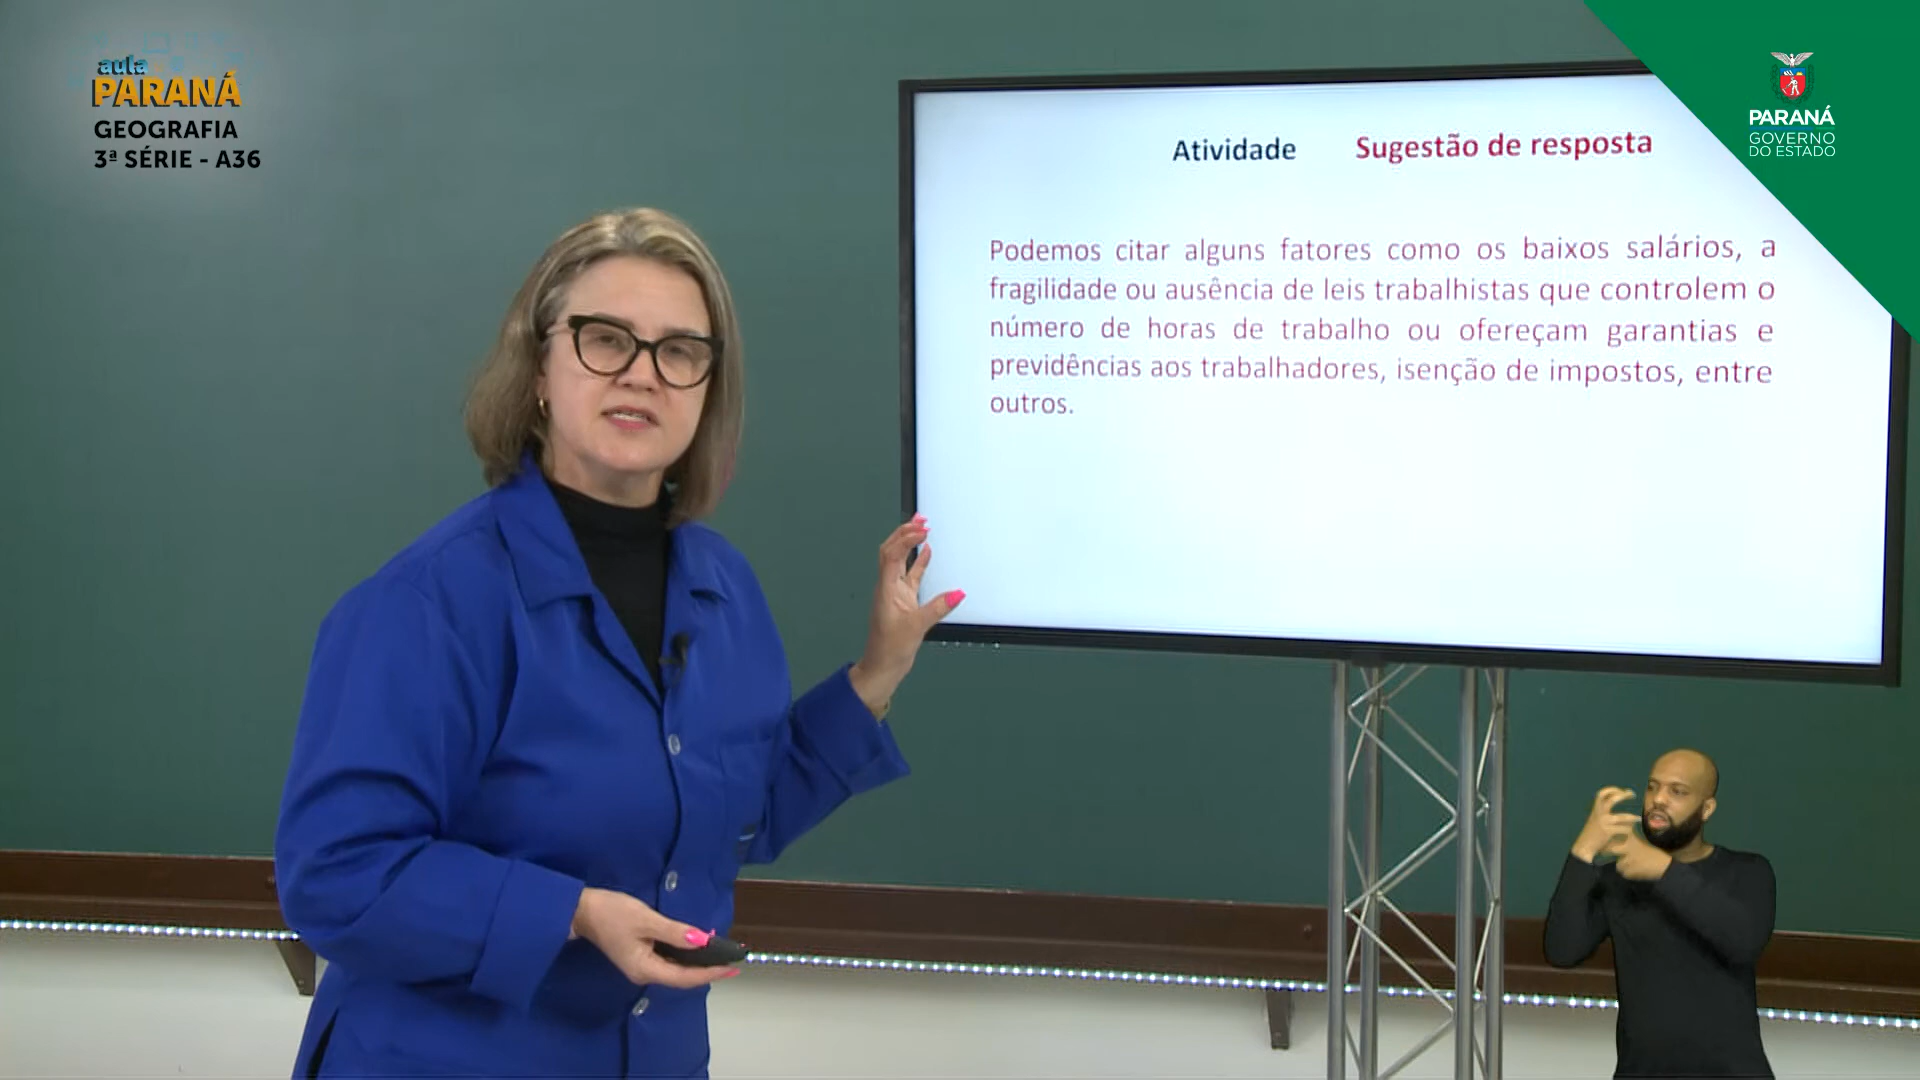 aula
PARANÁ
GEOGRAFIA
3ª SÉRIE - A36
PARANÁ
GOVERNO
DO ESTADO
Atividade Sugestão de resposta
Podemos citar alguns fatores como os baixos salários, a
fragilidade ou ausência de leis trabalhistas que controlem o
número de horas de trabalho ou ofereçam garantias e
previdências aos trabalhadores, isenção de impostos, entre
outros.